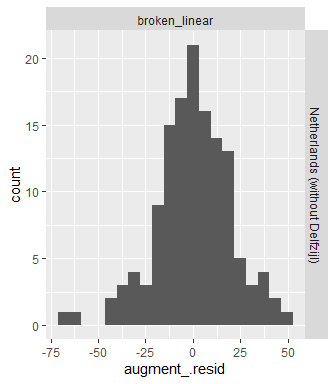 broken_linear
20
15
10
5
0
count
Netherlands (without Delfzijl)
-75
-50
-25
0
25
50
augment_.resid